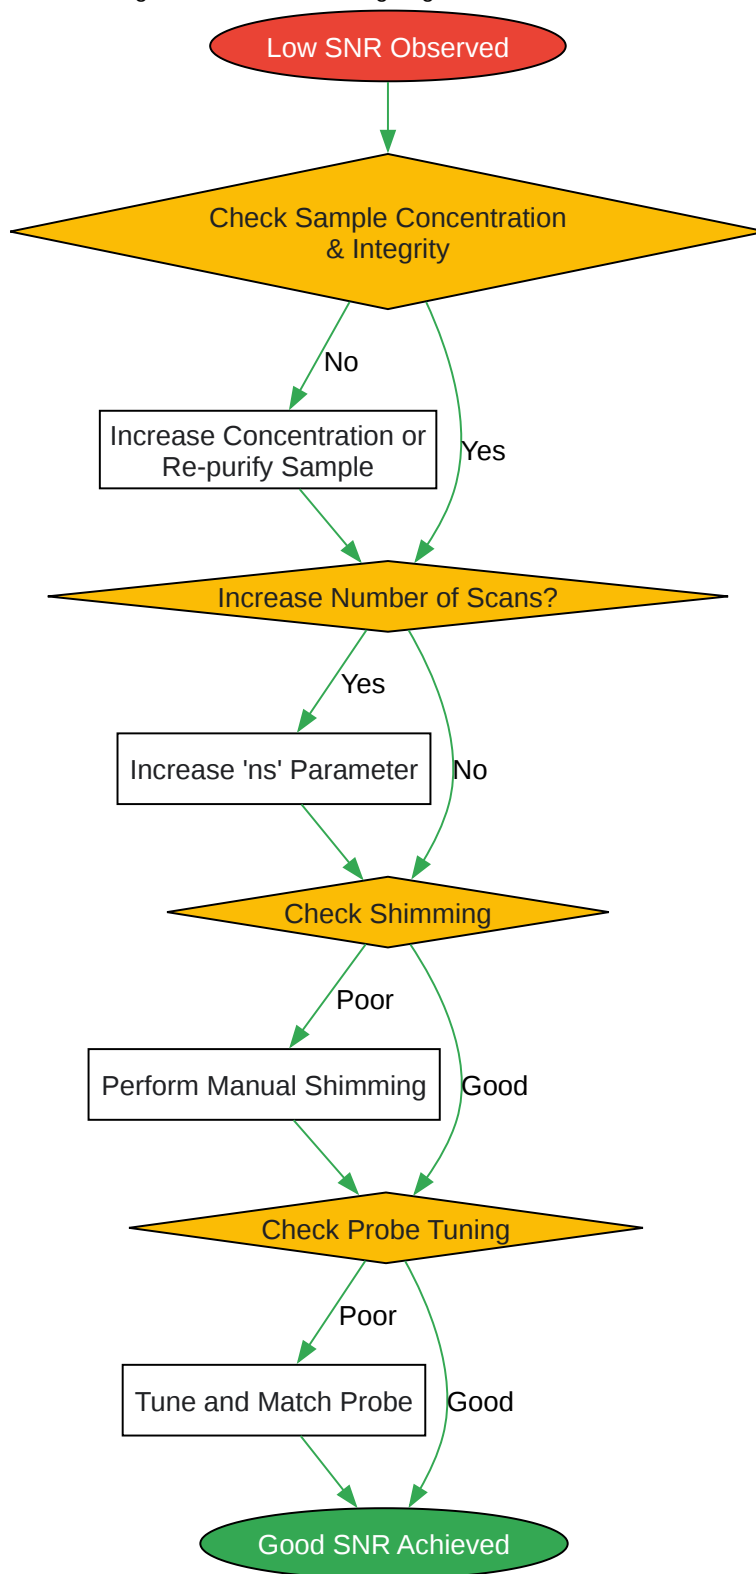 Low SNR Observed
Check Sample Concentration
& Integrity
No
Increase Concentration or
Re-purify Sample
Yes
Increase Number of Scans?
Yes
Increase 'ns' Parameter
No
Check Shimming
Poor
Perform Manual Shimming
Good
Check Probe Tuning
Poor
Tune and Match Probe
Good
Good SNR Achieved